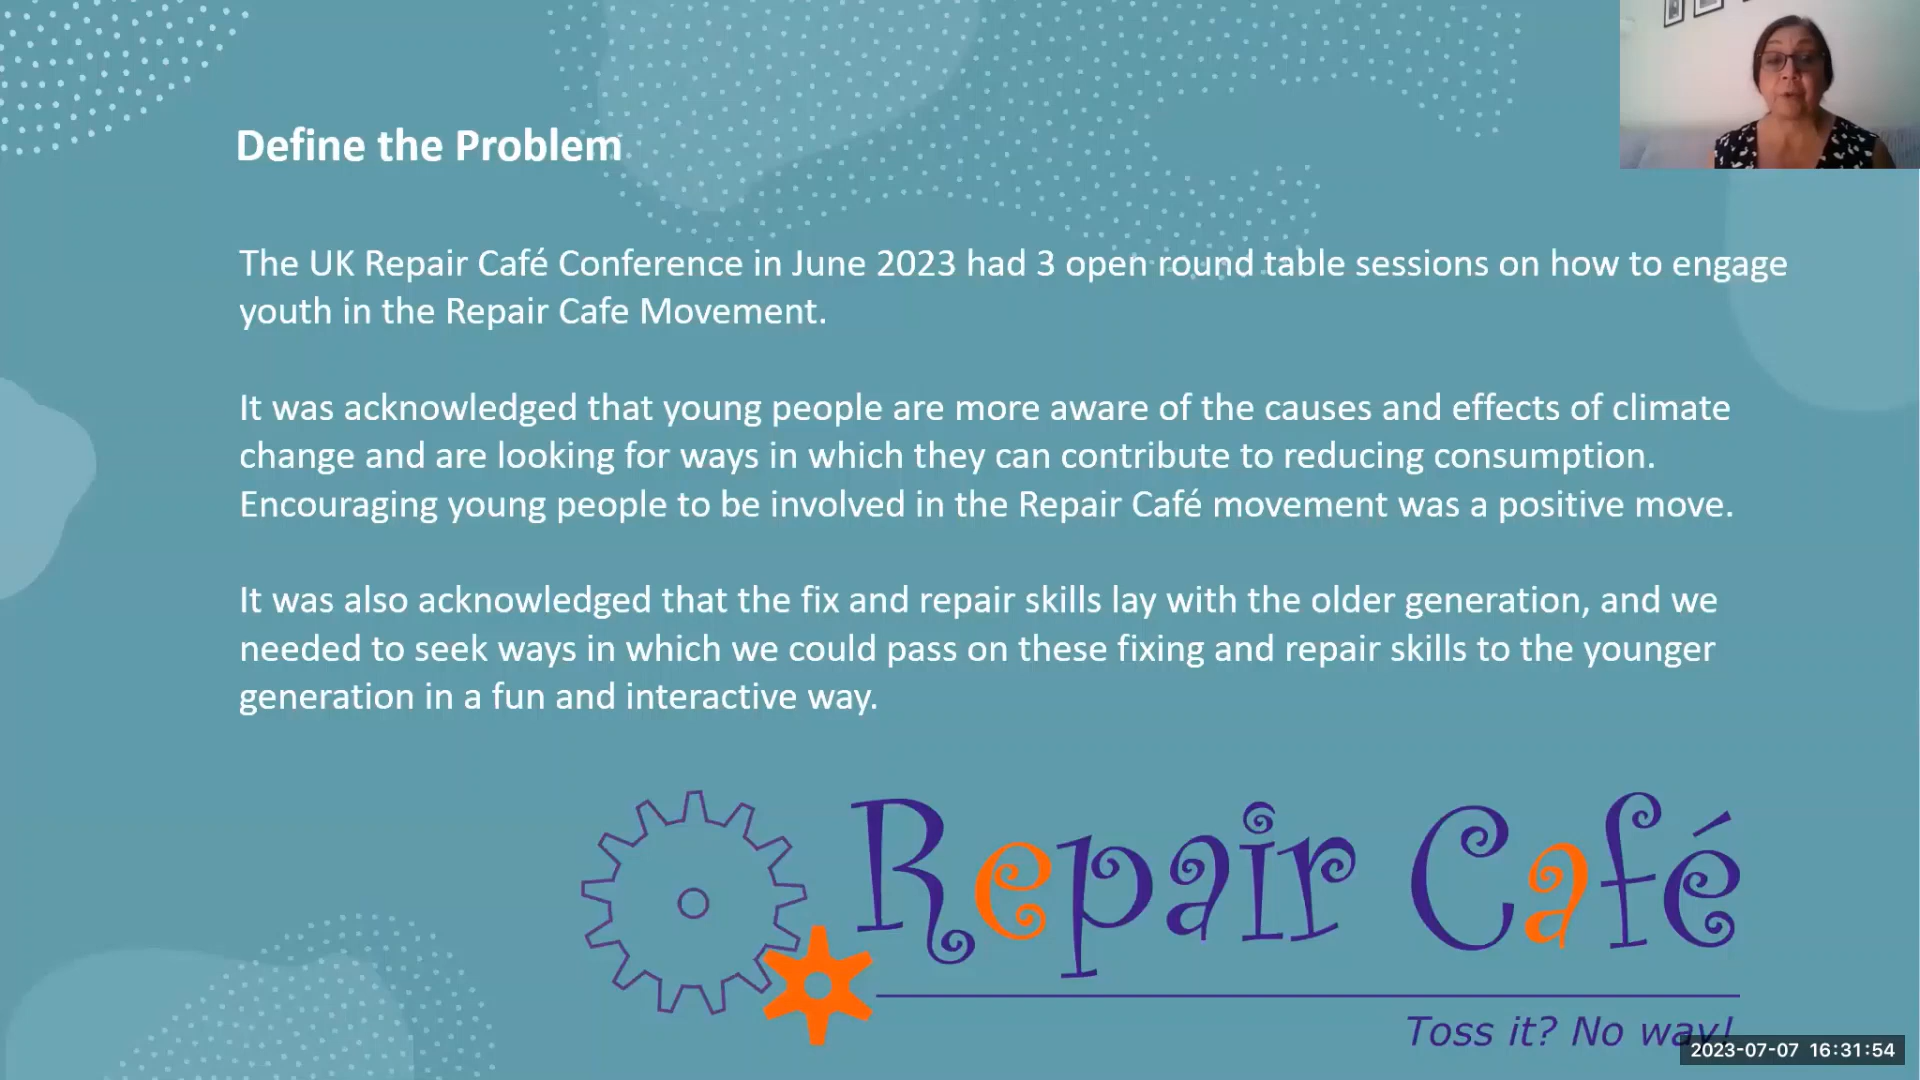 Define the Problem
The UK Repair Café Conference in June 2023 had 3 open round table sessions on how to engage
youth in the Repair Cafe Movement.
It was acknowledged that young people are more aware of the causes and effects of climate
change and are looking for ways in which they can contribute to reducing consumption.
Encouraging young people to be involved in the Repair Café movement was a positive move.
It was also acknowledged that the fix and repair skills lay with the older generation, and we
needed to seek ways in which we could pass on these fixing and repair skills to the younger
generation in a fun and interactive way.
Repair Café
Toss it? No way!
2023-07-07 16:31:54